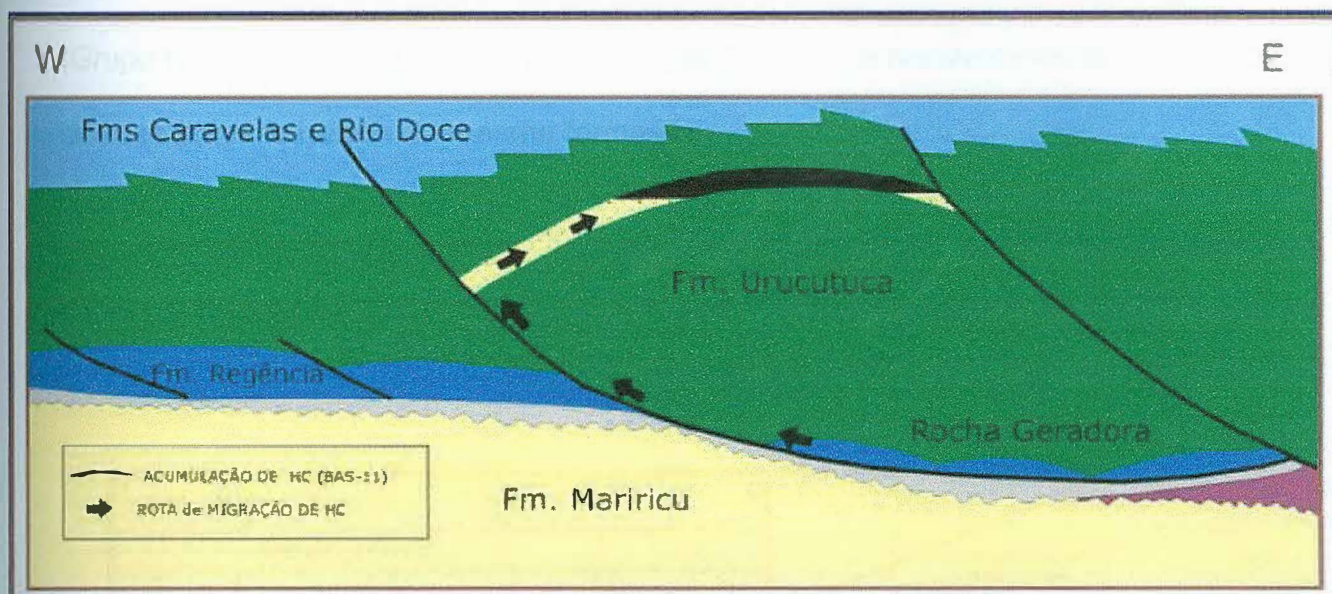 W
E
Fms Caravelas e Rio Doce
Fm. Urucutuca
Fm. Regência
Rocha Geradora
ACUMULAÇÃO DE HC (BAS-11)
ROTA de MIGRAÇÃO DE HC
Fm. Mariricu